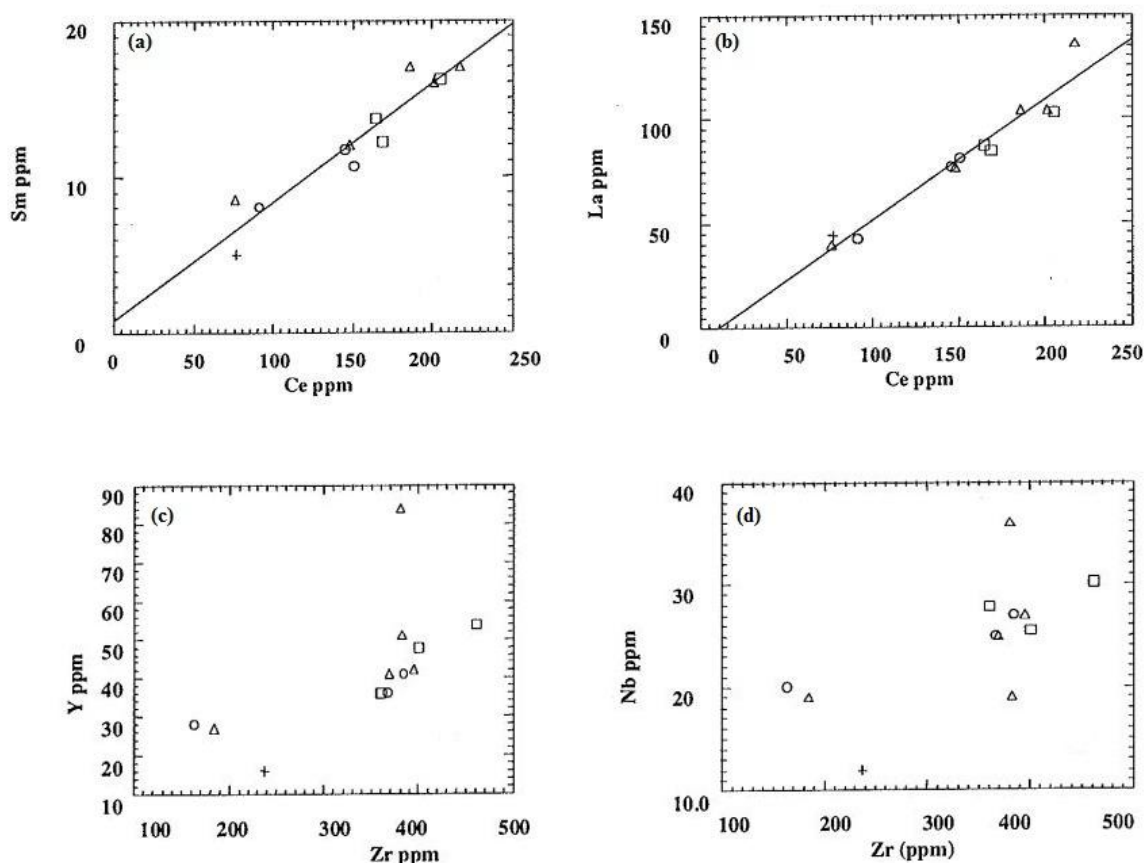 (a)
20
10
0
Sm ppm
0 50 100 150 200 250
Ce ppm
(b)
150
100
50
0
La ppm
0 50 100 150 200 250
Ce ppm
(c)
90
80
70
60
50
40
30
20
10
Y ppm
100 200 300 400 500
Zr ppm
(d)
40
30
20
10.0
Nb ppm
100 200 300 400 500
Zr (ppm)